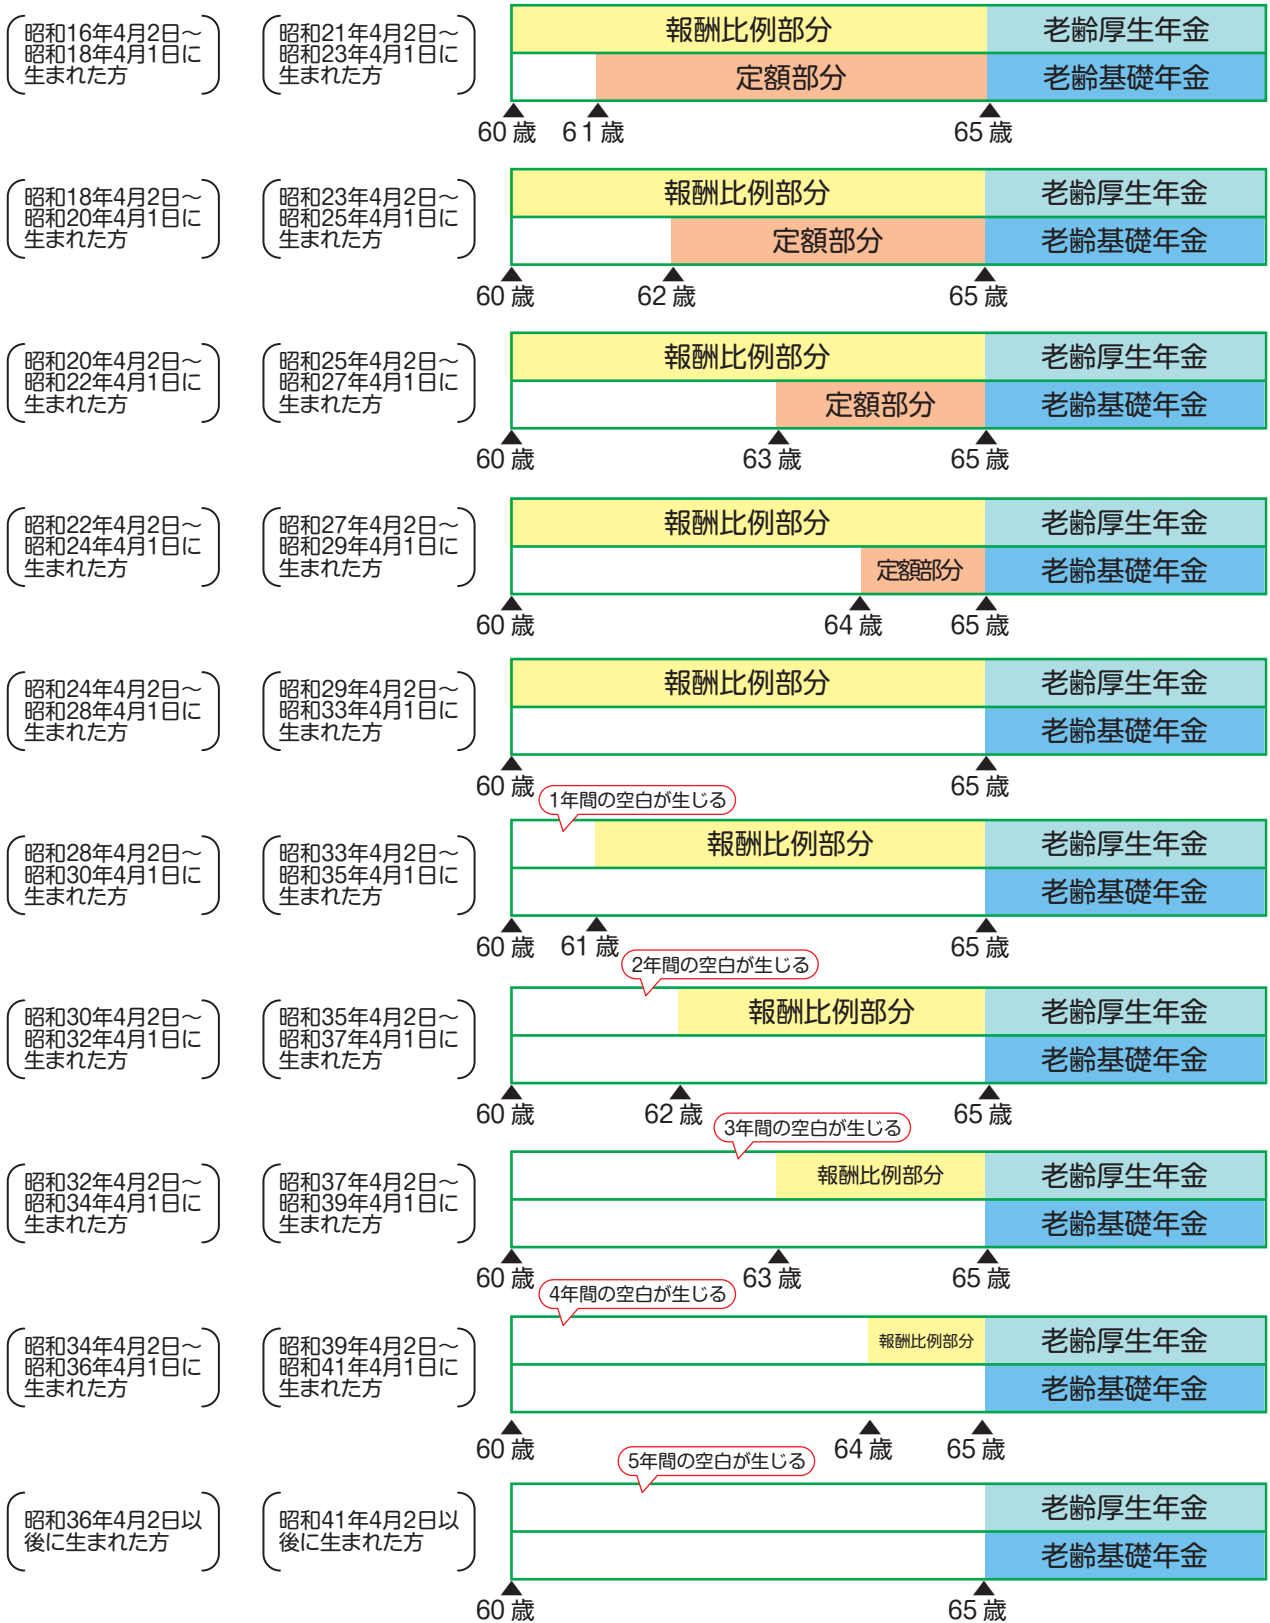 昭和16年4月2日～
昭和18年4月1日に
生まれた方
昭和21年4月2日～
昭和23年4月1日に
生まれた方
報酬比例部分 老齢厚生年金
定額部分 老齢基礎年金
60歳 61歳 65歳
昭和18年4月2日～
昭和20年4月1日に
生まれた方
昭和23年4月2日～
昭和25年4月1日に
生まれた方
報酬比例部分 老齢厚生年金
定額部分 老齢基礎年金
60歳 62歳 65歳
昭和20年4月2日～
昭和22年4月1日に
生まれた方
昭和25年4月2日～
昭和27年4月1日に
生まれた方
報酬比例部分 老齢厚生年金
定額部分 老齢基礎年金
60歳 63歳 65歳
昭和22年4月2日～
昭和24年4月1日に
生まれた方
昭和27年4月2日～
昭和29年4月1日に
生まれた方
報酬比例部分 老齢厚生年金
定額部分 老齢基礎年金
60歳 64歳 65歳
昭和24年4月2日～
昭和28年4月1日に
生まれた方
昭和29年4月2日～
昭和33年4月1日に
生まれた方
報酬比例部分 老齢厚生年金
老齢基礎年金
60歳 65歳
1年間の空白が生じる
昭和28年4月2日～
昭和30年4月1日に
生まれた方
昭和33年4月2日～
昭和35年4月1日に
生まれた方
報酬比例部分 老齢厚生年金
老齢基礎年金
60歳 61歳 65歳
2年間の空白が生じる
昭和30年4月2日～
昭和32年4月1日に
生まれた方
昭和35年4月2日～
昭和37年4月1日に
生まれた方
報酬比例部分 老齢厚生年金
老齢基礎年金
60歳 62歳 65歳
3年間の空白が生じる
昭和32年4月2日～
昭和34年4月1日に
生まれた方
昭和37年4月2日～
昭和39年4月1日に
生まれた方
報酬比例部分 老齢厚生年金
老齢基礎年金
60歳 63歳 65歳
4年間の空白が生じる
昭和34年4月2日～
昭和36年4月1日に
生まれた方
昭和39年4月2日～
昭和41年4月1日に
生まれた方
報酬比例部分 老齢厚生年金
老齢基礎年金
60歳 64歳 65歳
5年間の空白が生じる
昭和36年4月2日以
後に生まれた方
昭和41年4月2日以
後に生まれた方
老齢厚生年金
老齢基礎年金
60歳 65歳